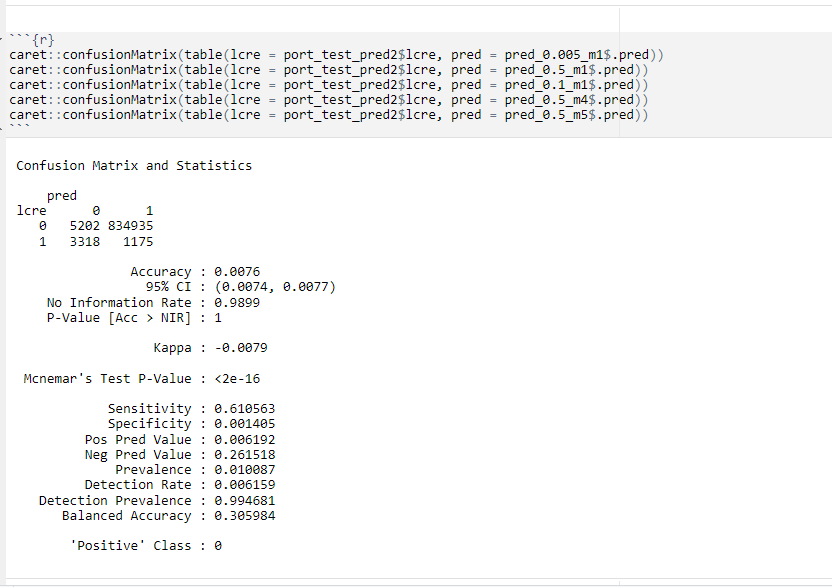 ```{r}
caret::confusionMatrix(table(lcre = port_test_pred2$lcre, pred = pred_0.005_m1$.pred))
caret::confusionMatrix(table(lcre = port_test_pred2$lcre, pred = pred_0.5_m1$.pred))
caret::confusionMatrix(table(lcre = port_test_pred2$lcre, pred = pred_0.1_m1$.pred))
caret::confusionMatrix(table(lcre = port_test_pred2$lcre, pred = pred_0.5_m4$.pred))
caret::confusionMatrix(table(lcre = port_test_pred2$lcre, pred = pred_0.5_m5$.pred))
```
Confusion Matrix and Statistics
pred
lcre 0 1
0 5202 834935
1 3318 1175
Accuracy : 0.0076
95% CI : (0.0074, 0.0077)
No Information Rate : 0.9899
P-Value [Acc > NIR] : 1
Kappa : -0.0079
Mcnemar's Test P-Value : <2e-16
Sensitivity : 0.610563
Specificity : 0.001405
Pos Pred Value : 0.006192
Neg Pred Value : 0.261518
Prevalence : 0.010087
Detection Rate : 0.006159
Detection Prevalence : 0.994681
Balanced Accuracy : 0.305984
'Positive' Class : 0